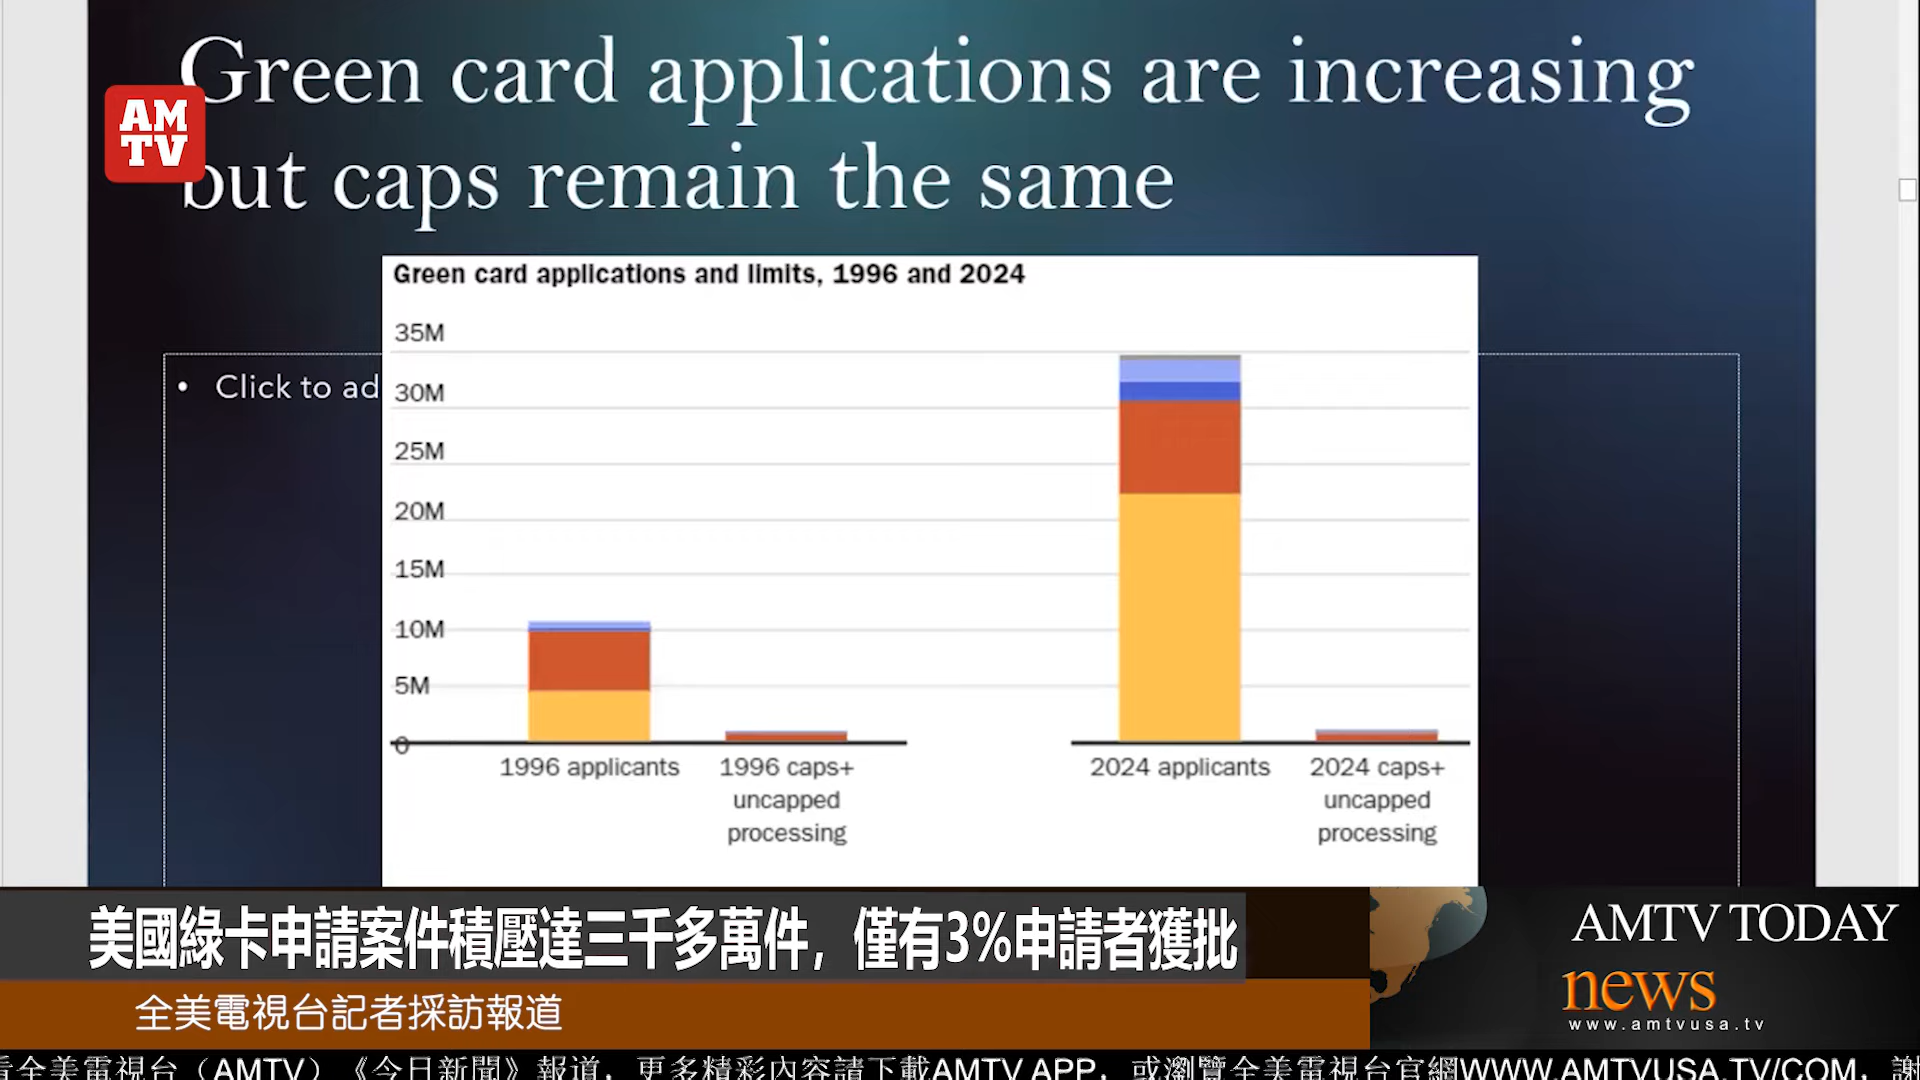 Green card applications are increasing
but caps remain the same
AM
TV
Green card applications and limits, 1996 and 2024
35M
• Click to ad
30M
25M
20M
15M
10M
5M
0
1996 applicants
1996 caps+
uncapped
processing
2024 applicants
2024 caps+
uncapped
processing
美國綠卡申請案件積壓達三千多萬件，僅有3%申請者獲批
全美電視台記者採訪報道
AMTV TODAY
news
www.amtvusa.tv
看全美電視台（AMTV）《今日新聞》報道，更多精彩內容請下載AMTV APP，或瀏覽全美電視台官網WWW.AMTVUSA.TV/COM，謝